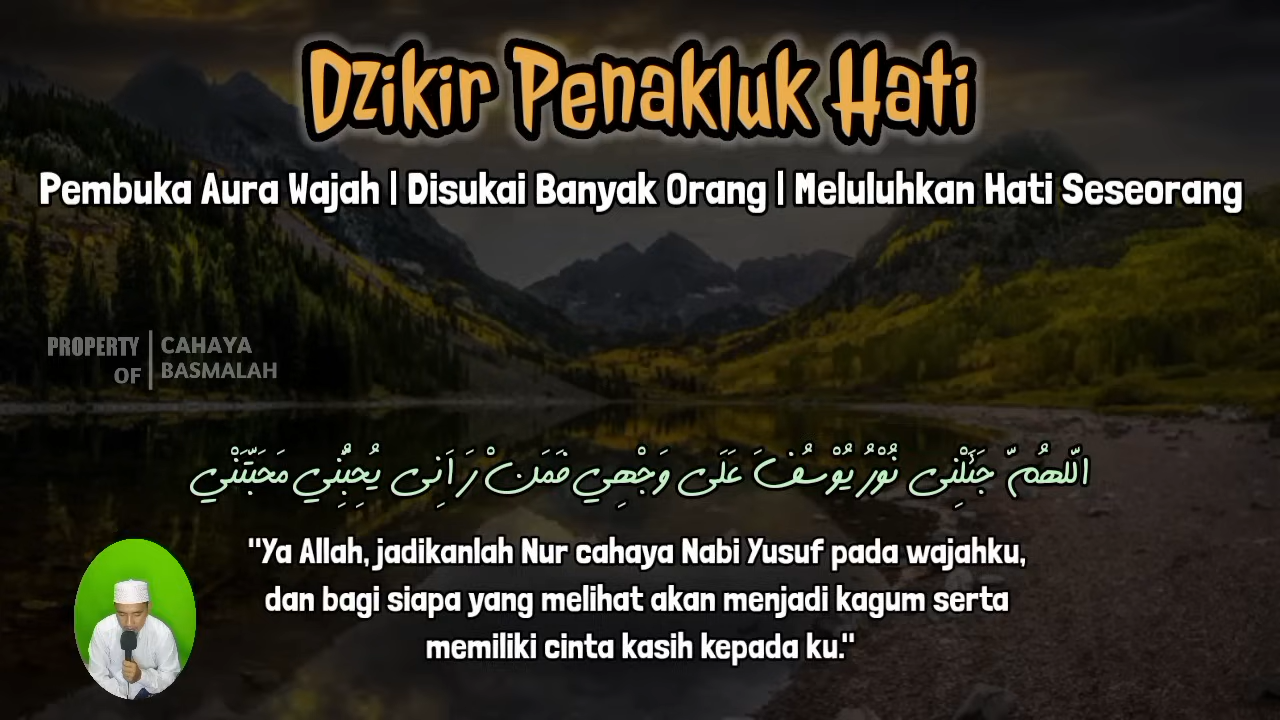 Dzikir Penakluk Hati
Pembuka Aura Wajah | Disukai Banyak Orang | Meluluhkan Hati Seseorang
PROPERTY OF | CAHAYA BASMALAH
اللّهُمَّ جَعَلْنِى نُوْرُ يُوْسُفَ عَلَى وَجْهِي فَمَنْ رَاَنِى يُحِبُّنِي مَحَبَّتَنْي
"Ya Allah, jadikanlah Nur cahaya Nabi Yusuf pada wajahku,
dan bagi siapa yang melihat akan menjadi kagum serta
memiliki cinta kasih kepada ku."